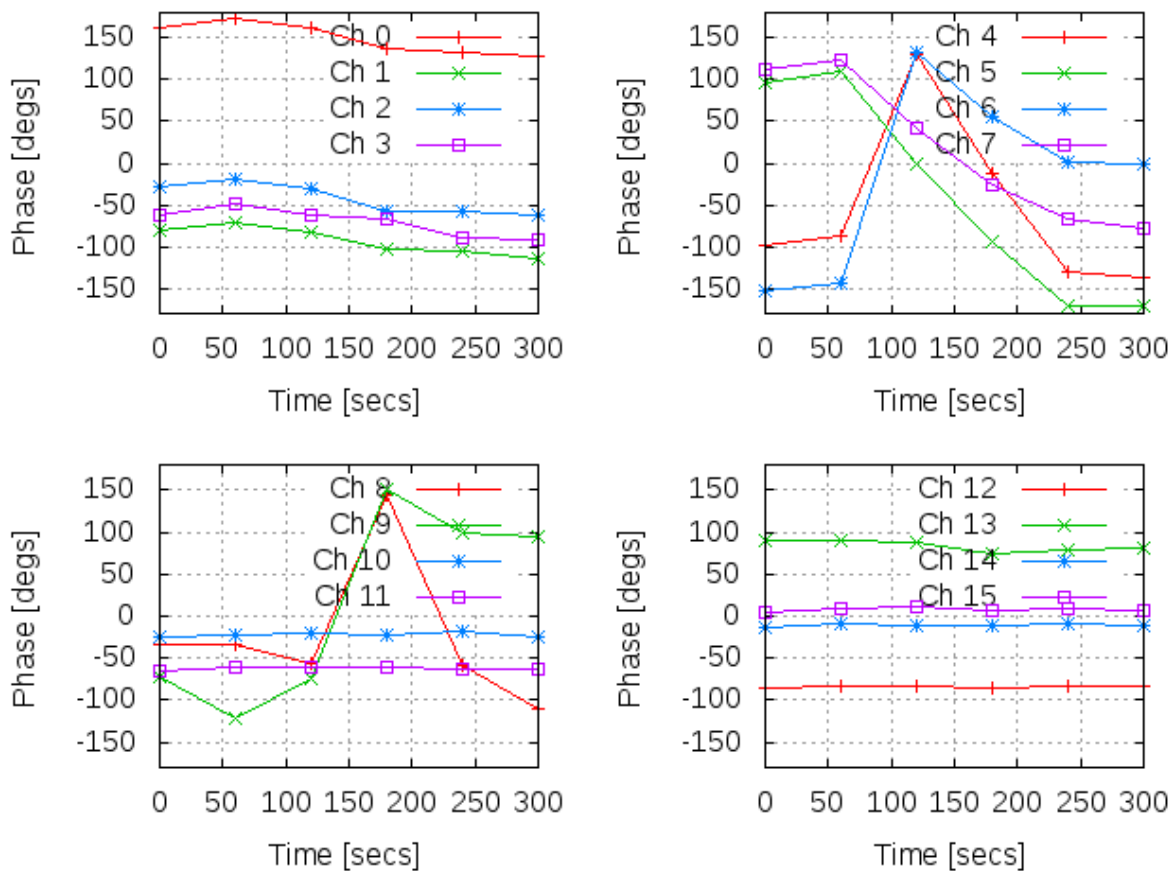 150
100
50
0
-50
-100
-150
Phase [degs]
Ch 0
Ch 1
Ch 2
Ch 3
0 50 100 150 200 250 300
Time [secs]
150
100
50
0
-50
-100
-150
Phase [degs]
Ch 4
Ch 5
Ch 6
Ch 7
0 50 100 150 200 250 300
Time [secs]
150
100
50
0
-50
-100
-150
Phase [degs]
Ch 8
Ch 9
Ch 10
Ch 11
0 50 100 150 200 250 300
Time [secs]
150
100
50
0
-50
-100
-150
Phase [degs]
Ch 12
Ch 13
Ch 14
Ch 15
0 50 100 150 200 250 300
Time [secs]